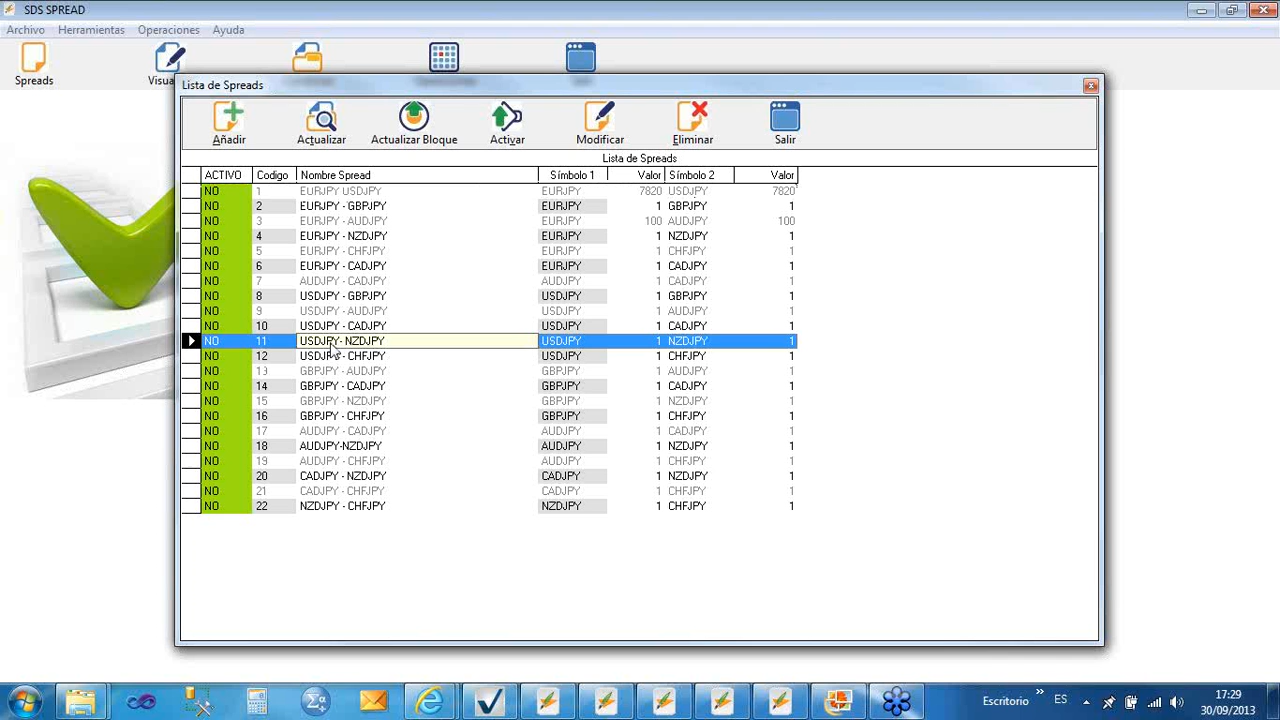 SDS SPREAD
Archivo Herramientas Operaciones Ayuda
Spreads
Lista de Spreads
Añadir Actualizar Actualizar Bloque Activar Modificar Eliminar Salir
Lista de Spreads
ACTIVO Codigo Nombre Spread Símbolo 1 Valor Símbolo 2 Valor
NO 1 EURJPY USDJPY EURJPY 7820 USDJPY 7820
NO 2 EURJPY - GBPJPY EURJPY 1 GBPJPY 1
NO 3 EURJPY - AUDJPY EURJPY 100 AUDJPY 100
NO 4 EURJPY - NZDJPY EURJPY 1 NZDJPY 1
NO 5 EURJPY - CHFJPY EURJPY 1 CHFJPY 1
NO 6 EURJPY - CADJPY EURJPY 1 CADJPY 1
NO 7 AUDJPY - CADJPY AUDJPY 1 CADJPY 1
NO 8 USDJPY - GBPJPY USDJPY 1 GBPJPY 1
NO 9 USDJPY - AUDJPY USDJPY 1 AUDJPY 1
NO 10 USDJPY - CADJPY USDJPY 1 CADJPY 1
NO 11 USDJPY- NZDJPY USDJPY 1 NZDJPY 1
NO 12 USDJPY - CHFJPY USDJPY 1 CHFJPY 1
NO 13 GBPJPY - AUDJPY GBPJPY 1 AUDJPY 1
NO 14 GBPJPY - CADJPY GBPJPY 1 CADJPY 1
NO 15 GBPJPY - NZDJPY GBPJPY 1 NZDJPY 1
NO 16 GBPJPY - CHFJPY GBPJPY 1 CHFJPY 1
NO 17 AUDJPY - CADJPY AUDJPY 1 CADJPY 1
NO 18 AUDJPY-NZDJPY AUDJPY 1 NZDJPY 1
NO 19 AUDJPY - CHFJPY AUDJPY 1 CHFJPY 1
NO 20 CADJPY - NZDJPY CADJPY 1 NZDJPY 1
NO 21 CADJPY - CHFJPY CADJPY 1 CHFJPY 1
NO 22 NZDJPY - CHFJPY NZDJPY 1 CHFJPY 1
Escritorio ES 17:29
30/09/2013